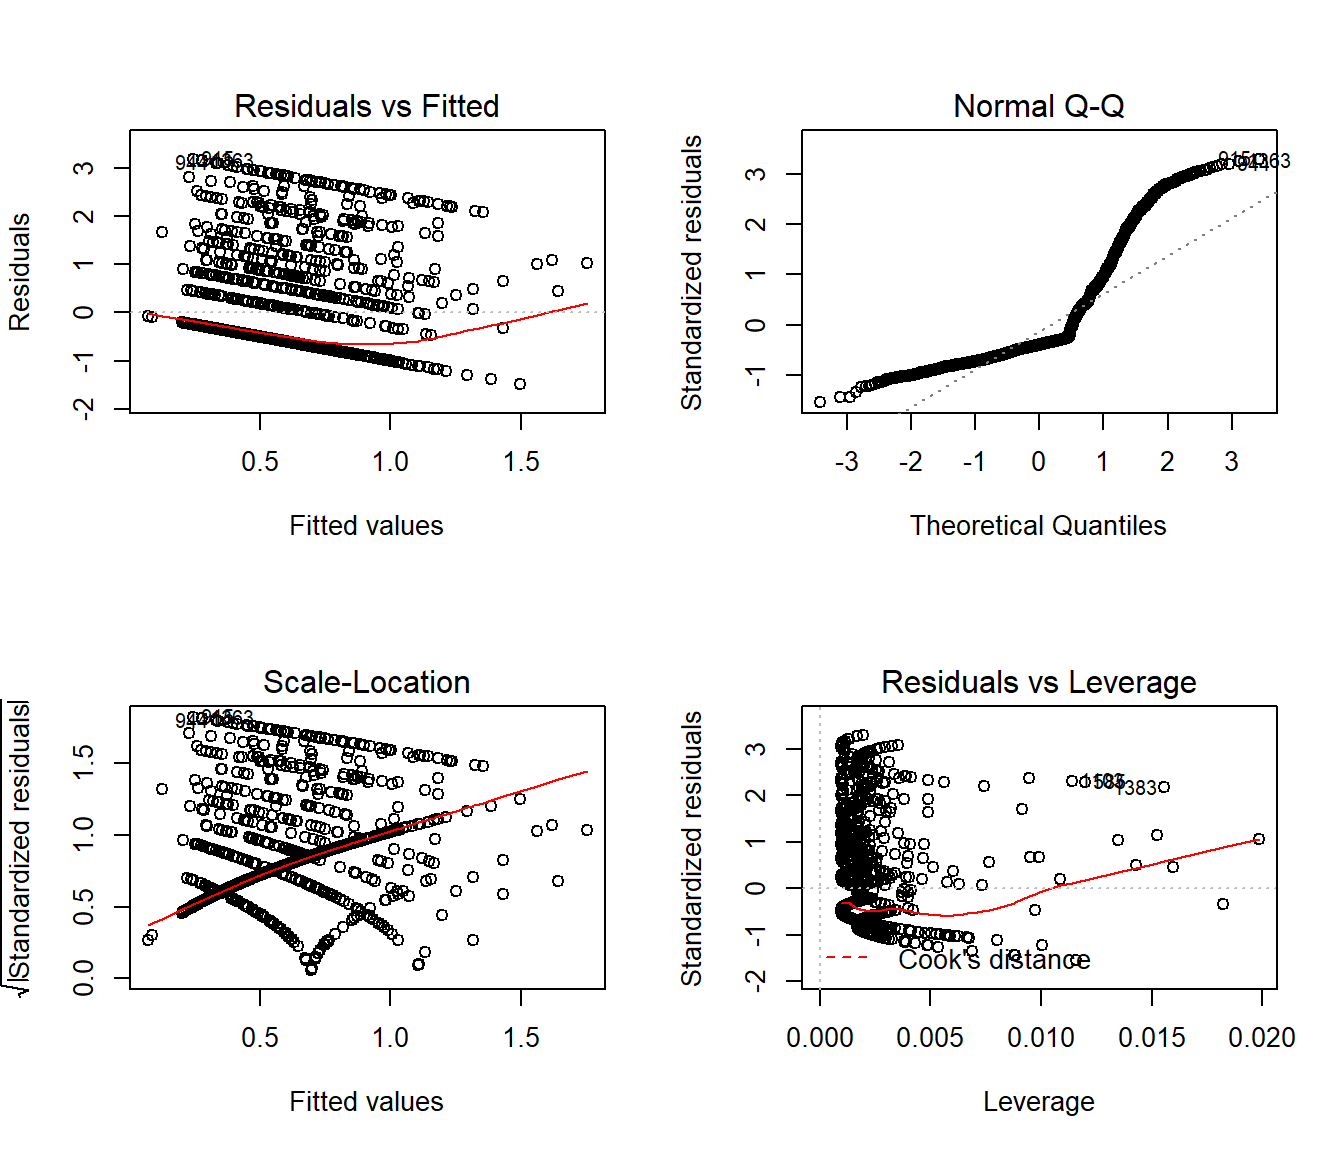 Residuals vs Fitted
Residuals
3
2
1
0
-1
-2
0.5 1.0 1.5
Fitted values
Normal Q-Q
Standardized residuals
3
2
1
0
-1
-3 -2 -1 0 1 2 3
Theoretical Quantiles
Scale-Location
√|Standardized residuals|
1.5
1.0
0.5
0.0
0.5 1.0 1.5
Fitted values
Residuals vs Leverage
Standardized residuals
3
2
1
0
-1
-2
1383
Cook's distance
0.000 0.005 0.010 0.015 0.020
Leverage